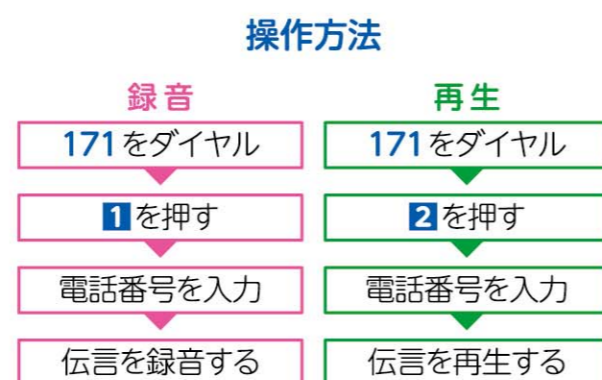 操作方法
録音
171をダイヤル
1を押す
電話番号を入力
伝言を録音する
再生
171をダイヤル
2を押す
電話番号を入力
伝言を再生する